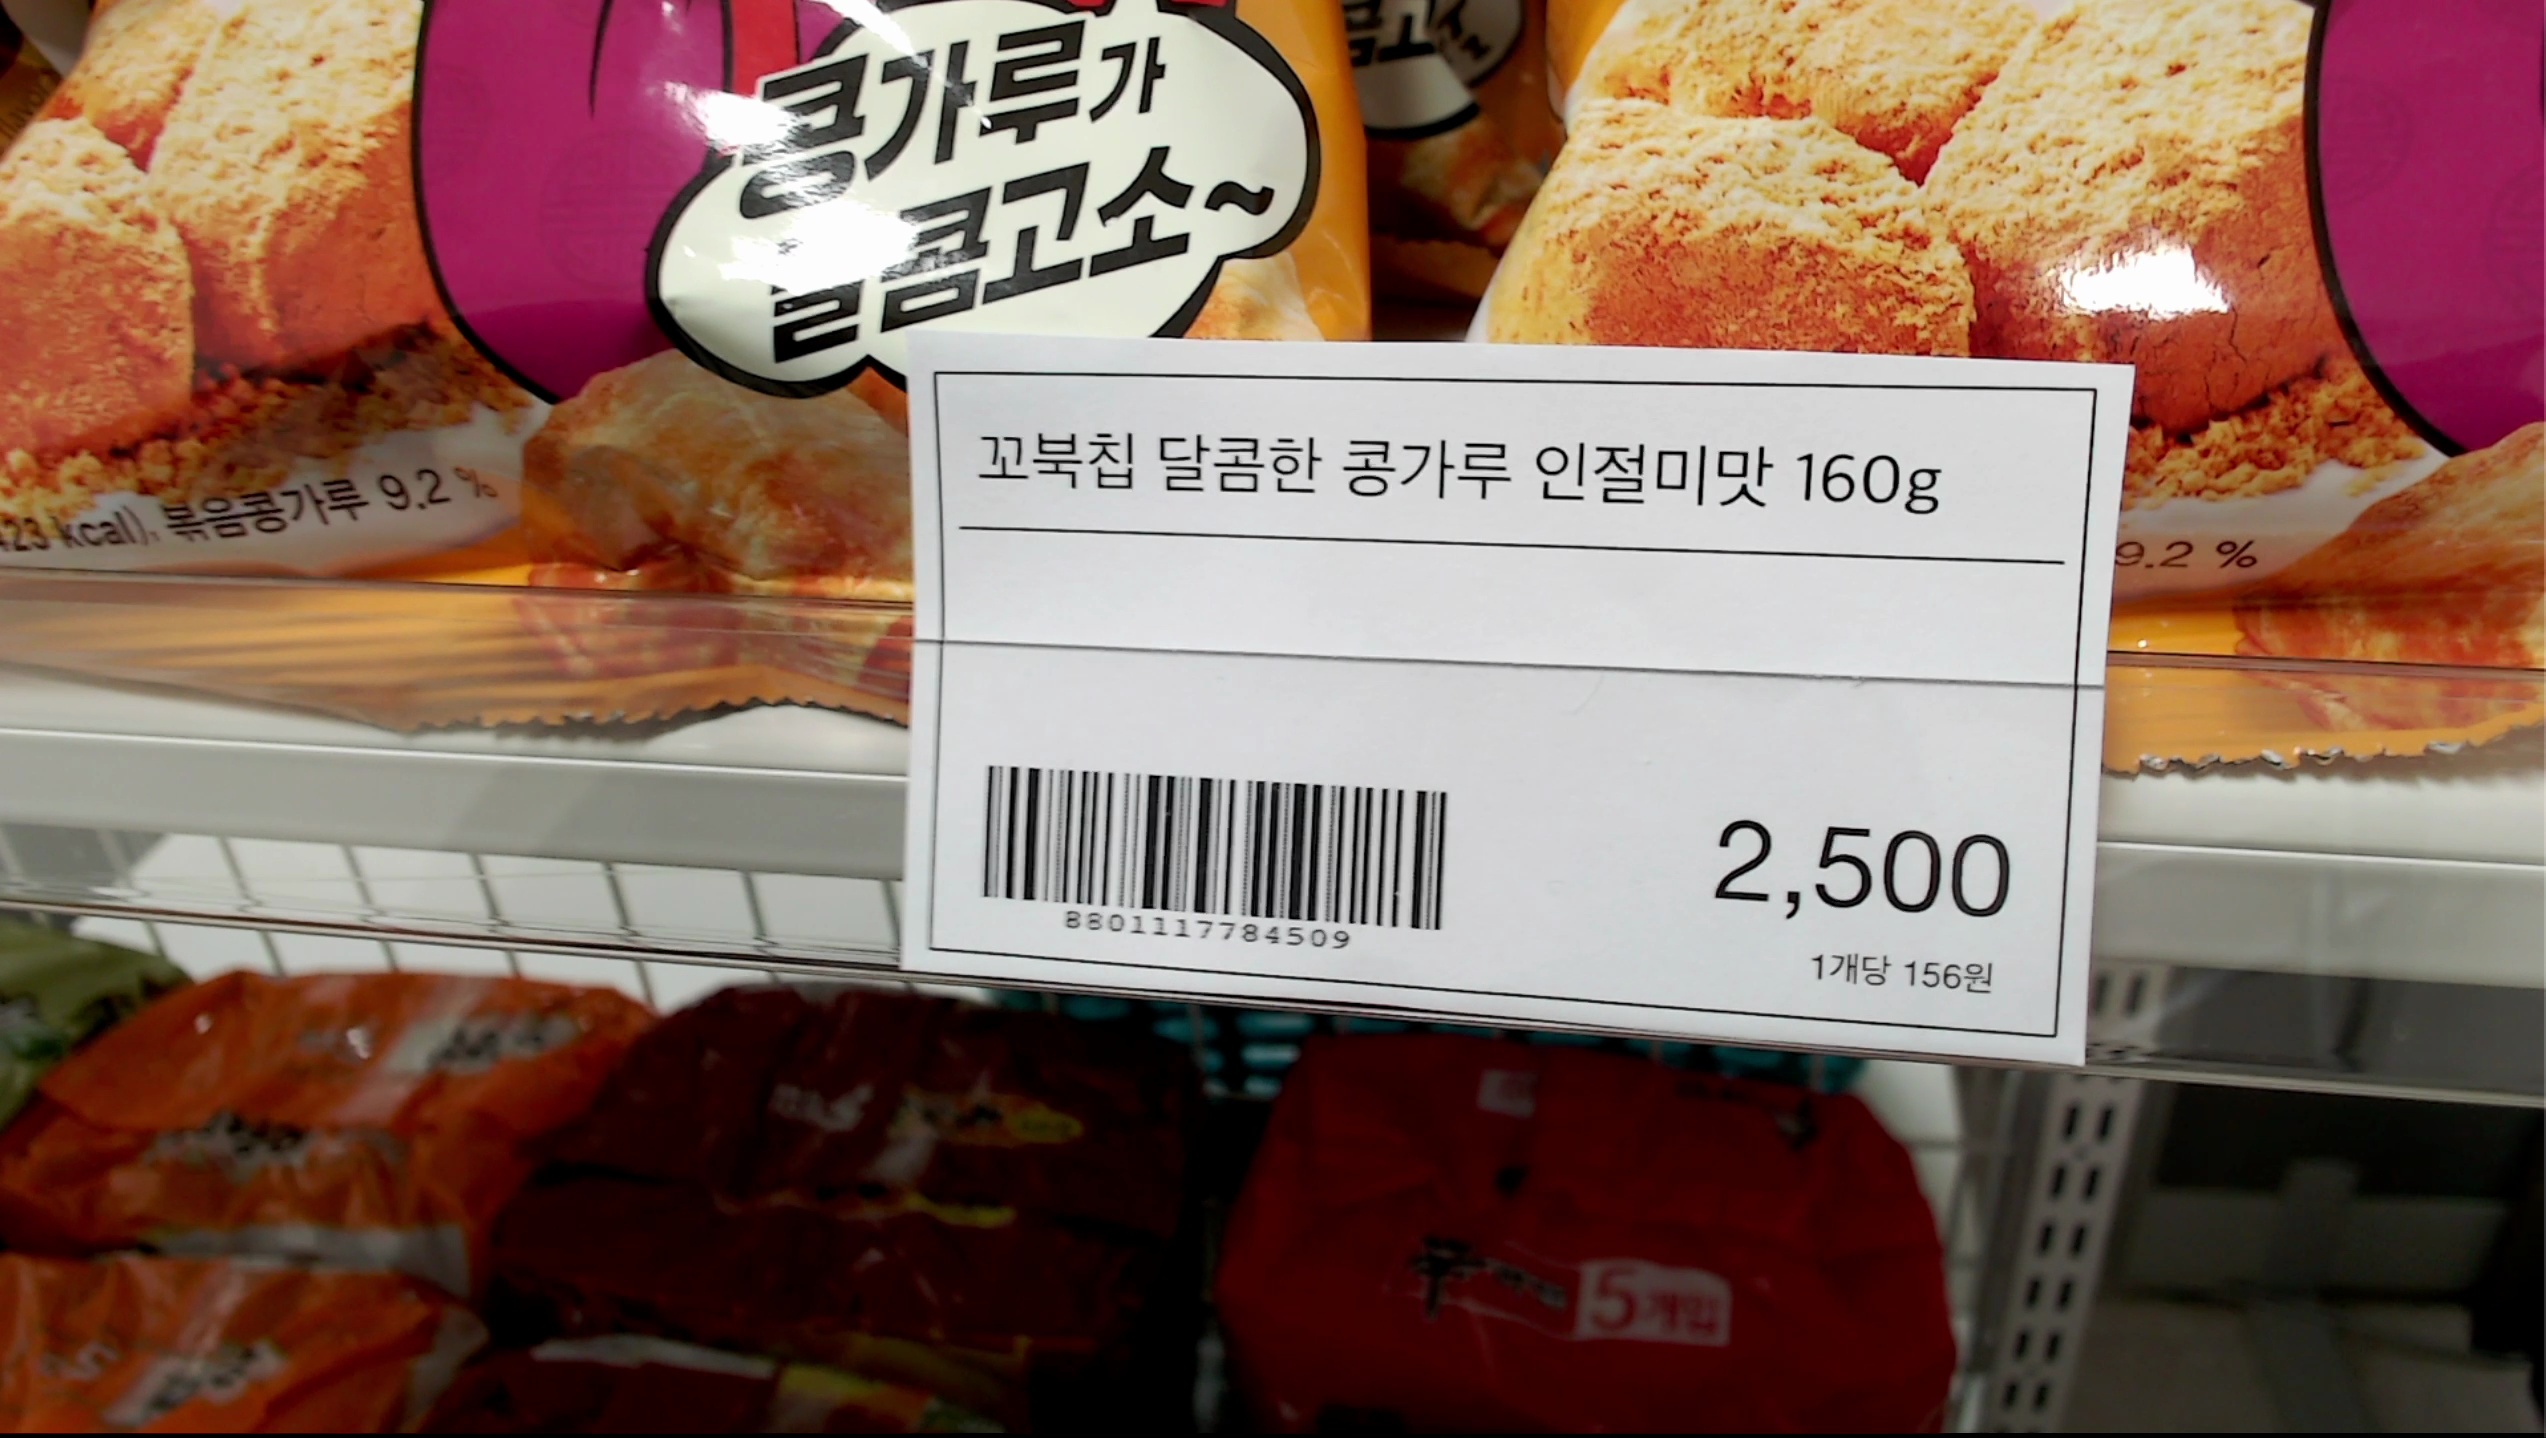 콩가루가
달콤고소~
423 kcal), 볶음콩가루 9.2 %
9.2 %
꼬북칩 달콤한 콩가루 인절미맛 160g
8801117784509
2,500
1개당 156원
5개입